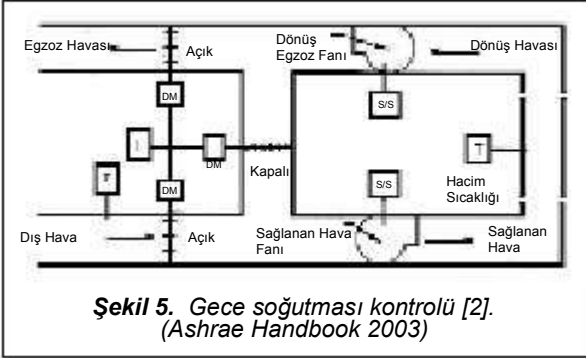 Egzoz Havası
Açık
Dönüş
Egzoz Fanı
Dönüş Havası
DM
S/S
DM
Kapalı
T
DM
S/S
Hacim
Sıcaklığı
Dış Hava
Açık
Sağlanan Hava
Fanı
Sağlanan
Hava
Şekil 5. Gece soğutması kontrolü [2].
(Ashrae Handbook 2003)